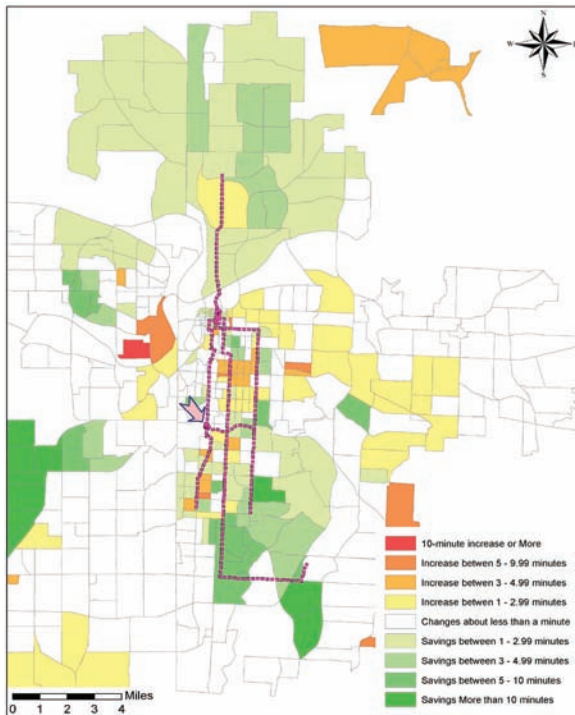 N
W E
S
10-minute increase or More
Increase betwen 5 - 9.99 minutes
Increase betwen 3 - 4.99 minutes
Increase betwen 1 - 2.99 minutes
Changes about less than a minute
Savings between 1 - 2.99 minutes
Savings between 3 - 4.99 minutes
Savings between 5 - 10 minutes
Savings More than 10 minutes
Miles
0 1 2 3 4